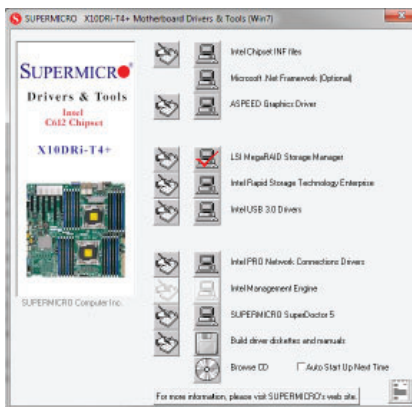 SUPERMICRO X10DRi-T4+ Motherboard Drivers & Tools (Win7)
SUPERMICRO
Drivers & Tools
Intel
C612 Chipset
X10DRi-T4+
SUPERMICRO Computer Inc.
Intel Chipset INF files
Microsoft .Net Framework (Optional)
ASPEED Graphics Driver
LSI MegaRAID Storage Manager
Intel Rapid Storage Technology Enterprise
Intel USB 3.0 Drivers
Intel PRO Network Connections Drivers
Intel Management Engine
SUPERMICRO SuperDoctor 5
Build driver diskettes and manuals
Browse CD
Auto Start Up Next Time
For more information, please visit SUPERMICRO's web site.